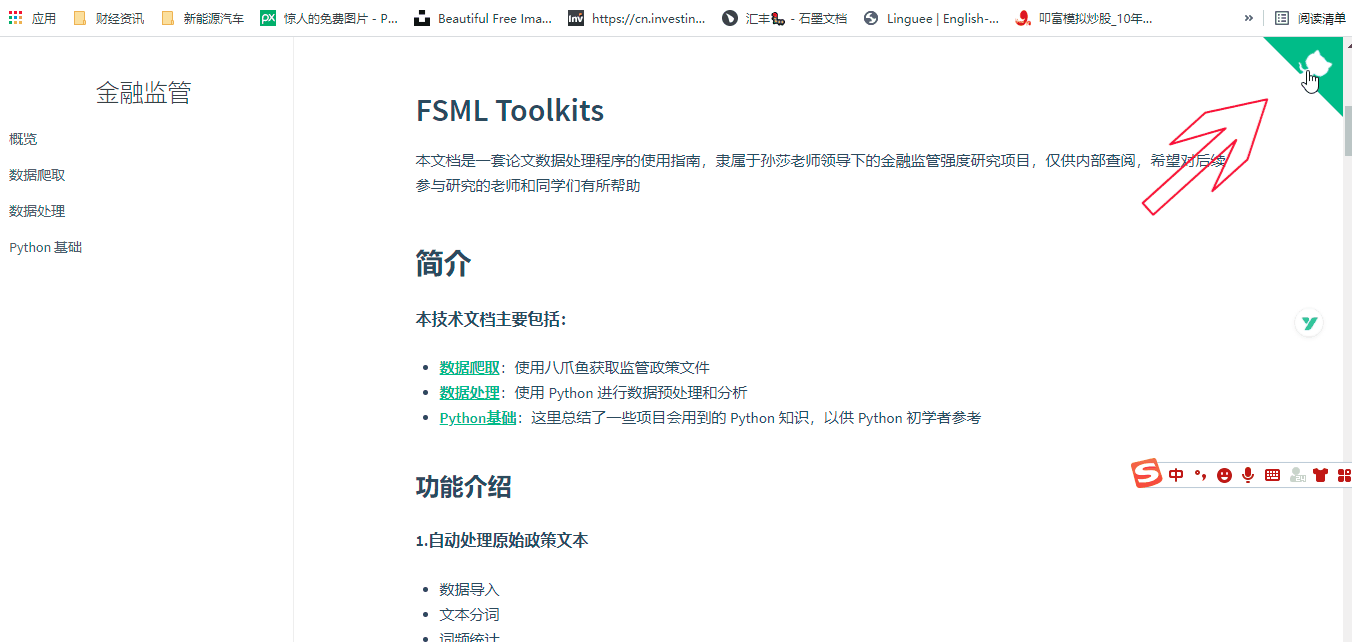 应用
财经资讯
新能源汽车
惊人的免费图片 - P...
Beautiful Free Ima...
https://cn.investin...
汇丰 - 石墨文档
Linguee | English-...
叩富模拟炒股_10年...
»
阅读清单
金融监管
概览
数据爬取
数据处理
Python 基础
FSML Toolkits
本文档是一套论文数据处理程序的使用指南，隶属于孙莎老师领导下的金融监管强度研究项目，仅供内部查阅，希望对后续
参与研究的老师和同学们有所帮助
简介
本技术文档主要包括：
数据爬取：使用八爪鱼获取监管政策文件
数据处理：使用 Python 进行数据预处理和分析
Python基础：这里总结了一些项目会用到的 Python 知识，以供 Python 初学者参考
中
功能介绍
1.自动处理原始政策文本
数据导入
文本分词
词频统计